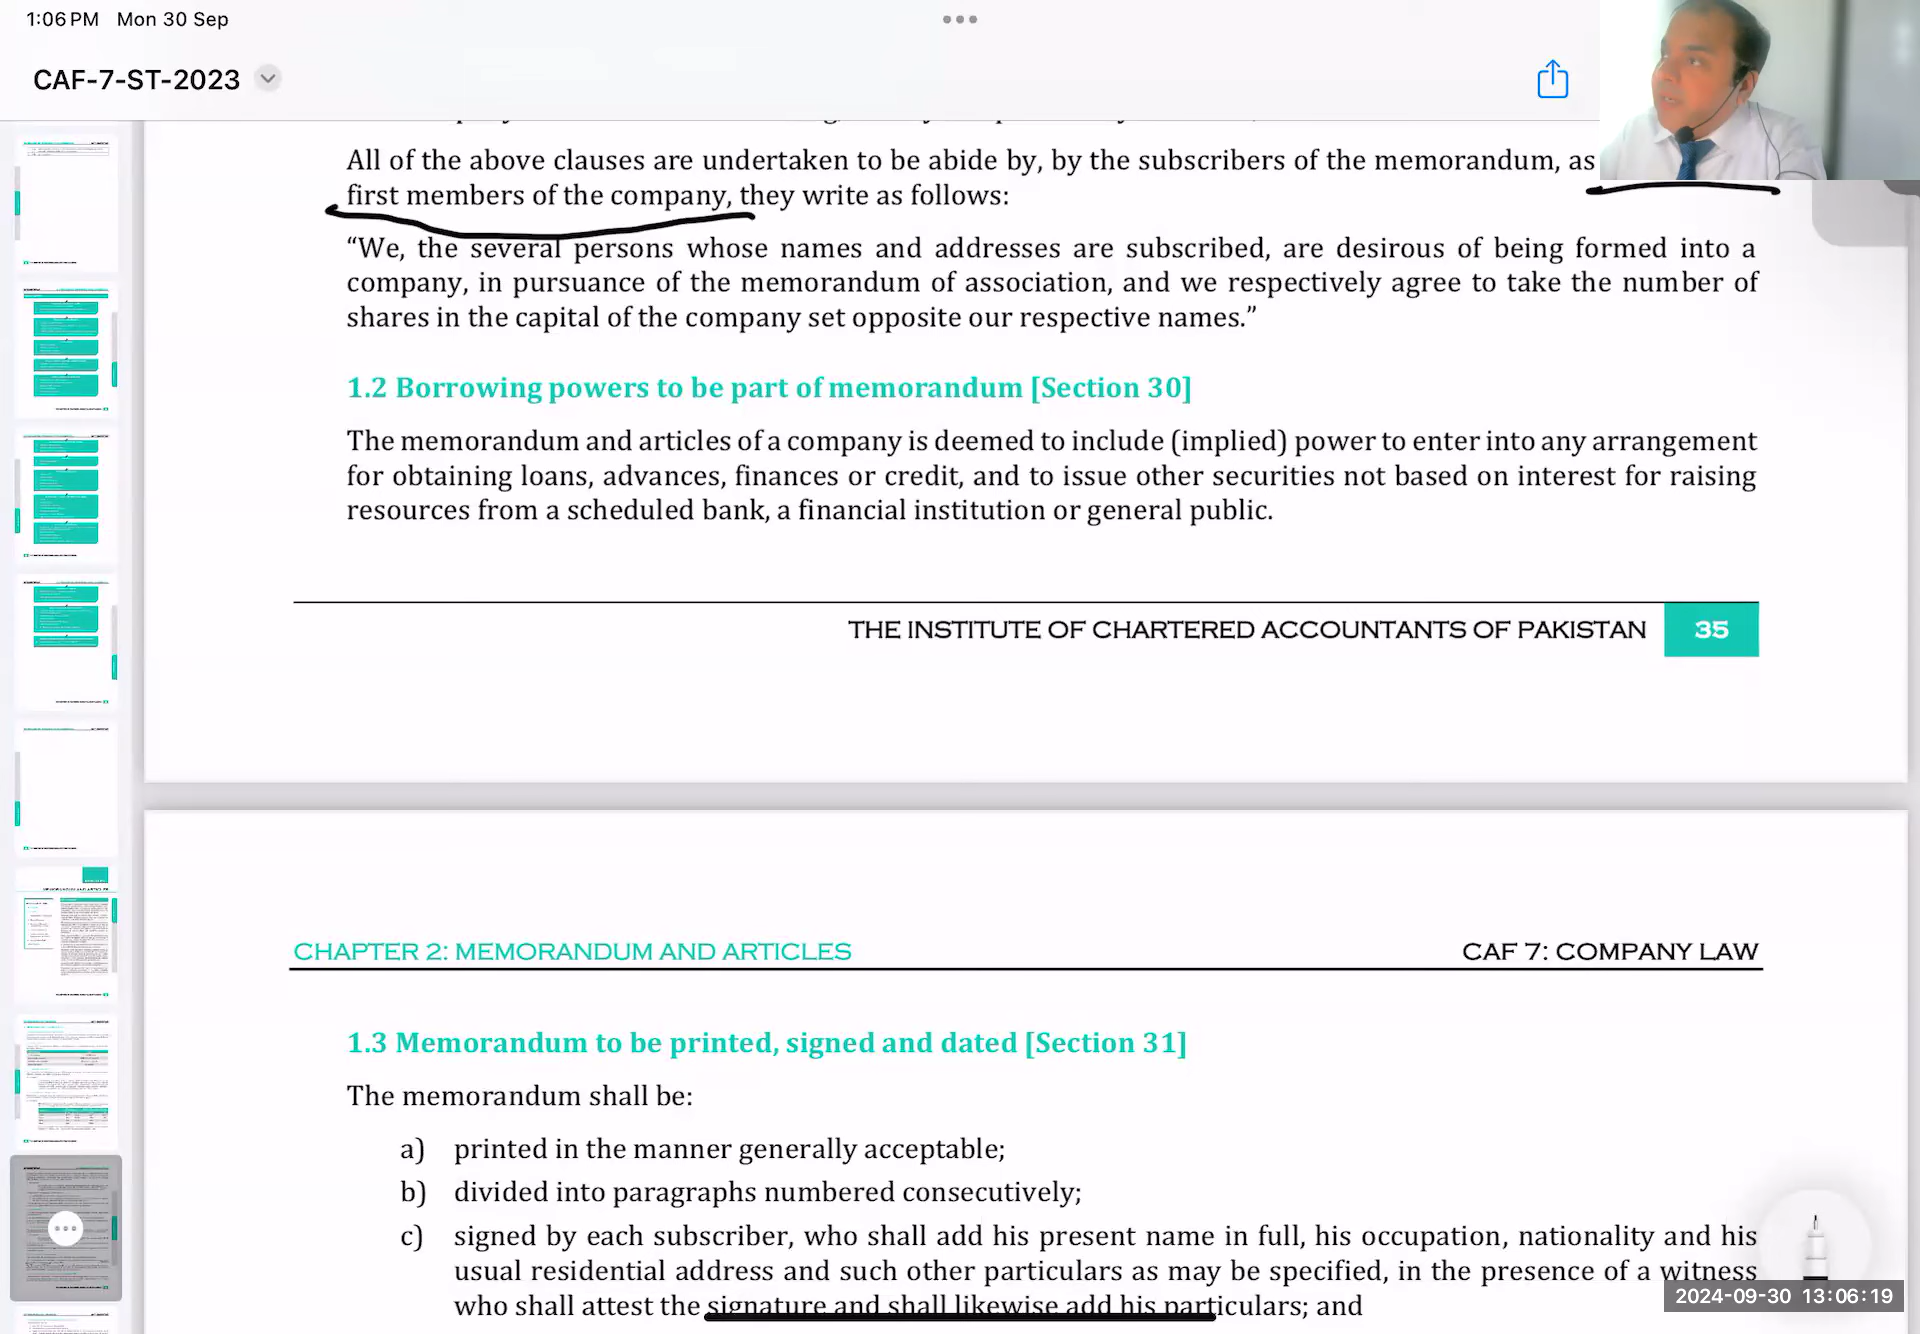 1:06 PM Mon 30 Sep
CAF-7-ST-2023
All of the above clauses are undertaken to be abide by, by the subscribers of the memorandum, as
first members of the company, they write as follows:
“We, the several persons whose names and addresses are subscribed, are desirous of being formed into a
company, in pursuance of the memorandum of association, and we respectively agree to take the number of
shares in the capital of the company set opposite our respective names.”
1.2 Borrowing powers to be part of memorandum [Section 30]
The memorandum and articles of a company is deemed to include (implied) power to enter into any arrangement
for obtaining loans, advances, finances or credit, and to issue other securities not based on interest for raising
resources from a scheduled bank, a financial institution or general public.
THE INSTITUTE OF CHARTERED ACCOUNTANTS OF PAKISTAN 35
CHAPTER 2: MEMORANDUM AND ARTICLES CAF 7: COMPANY LAW
1.3 Memorandum to be printed, signed and dated [Section 31]
The memorandum shall be:
a) printed in the manner generally acceptable;
b) divided into paragraphs numbered consecutively;
c) signed by each subscriber, who shall add his present name in full, his occupation, nationality and his
usual residential address and such other particulars as may be specified, in the presence of a witness
who shall attest the signature and shall likewise add his particulars; and
2024-09-30 13:06:19